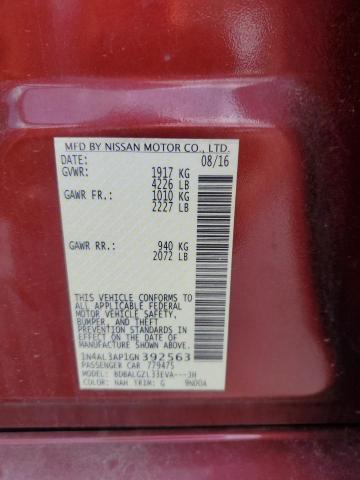 MFD BY NISSAN MOTOR CO., LTD.
DATE: 08/16
GVWR: 1917 KG
4226 LB
GAWR FR.: 1010 KG
2227 LB
GAWR RR.: 940 KG
2072 LB
THIS VEHICLE CONFORMS TO
ALL APPLICABLE FEDERAL
MOTOR VEHICLE SAFETY,
BUMPER, AND THEFT
PREVENTION STANDARDS
IN EFFECT ON THE DATE OF
MANUFACTURE SHOWN ABOVE.
1N4AL3AP1GN392563
PASSENGER CAR 779475
MODEL: BDBALGZL33EVA---JH
COLOR: NAH TRIM: G 9N00A